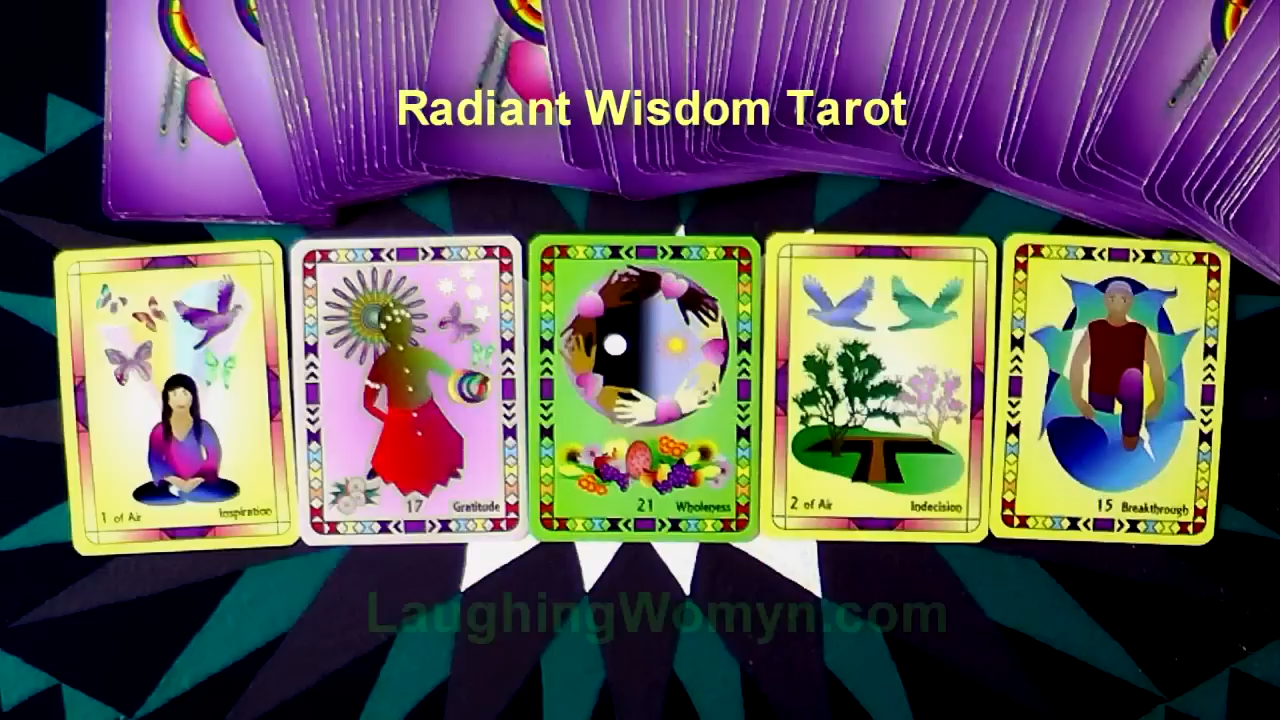 Radiant Wisdom Tarot
1 of Air Inspiration
17 Gratitude
21 Wholeness
2 of Air Indecision
15 Breakthrough
LaughingWomyn.com